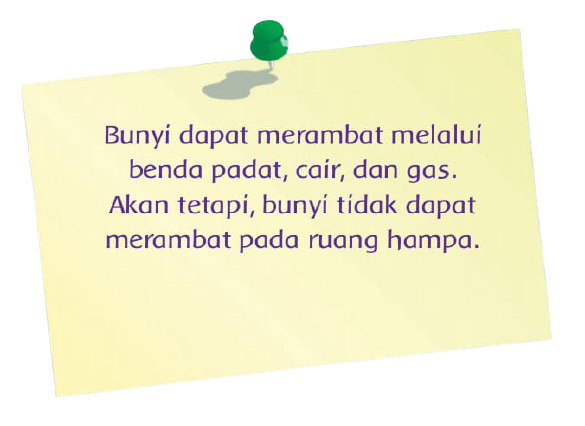 Bunyi dapat merambat melalui
benda padat, cair, dan gas.
Akan tetapi, bunyi tidak dapat
merambat pada ruang hampa.